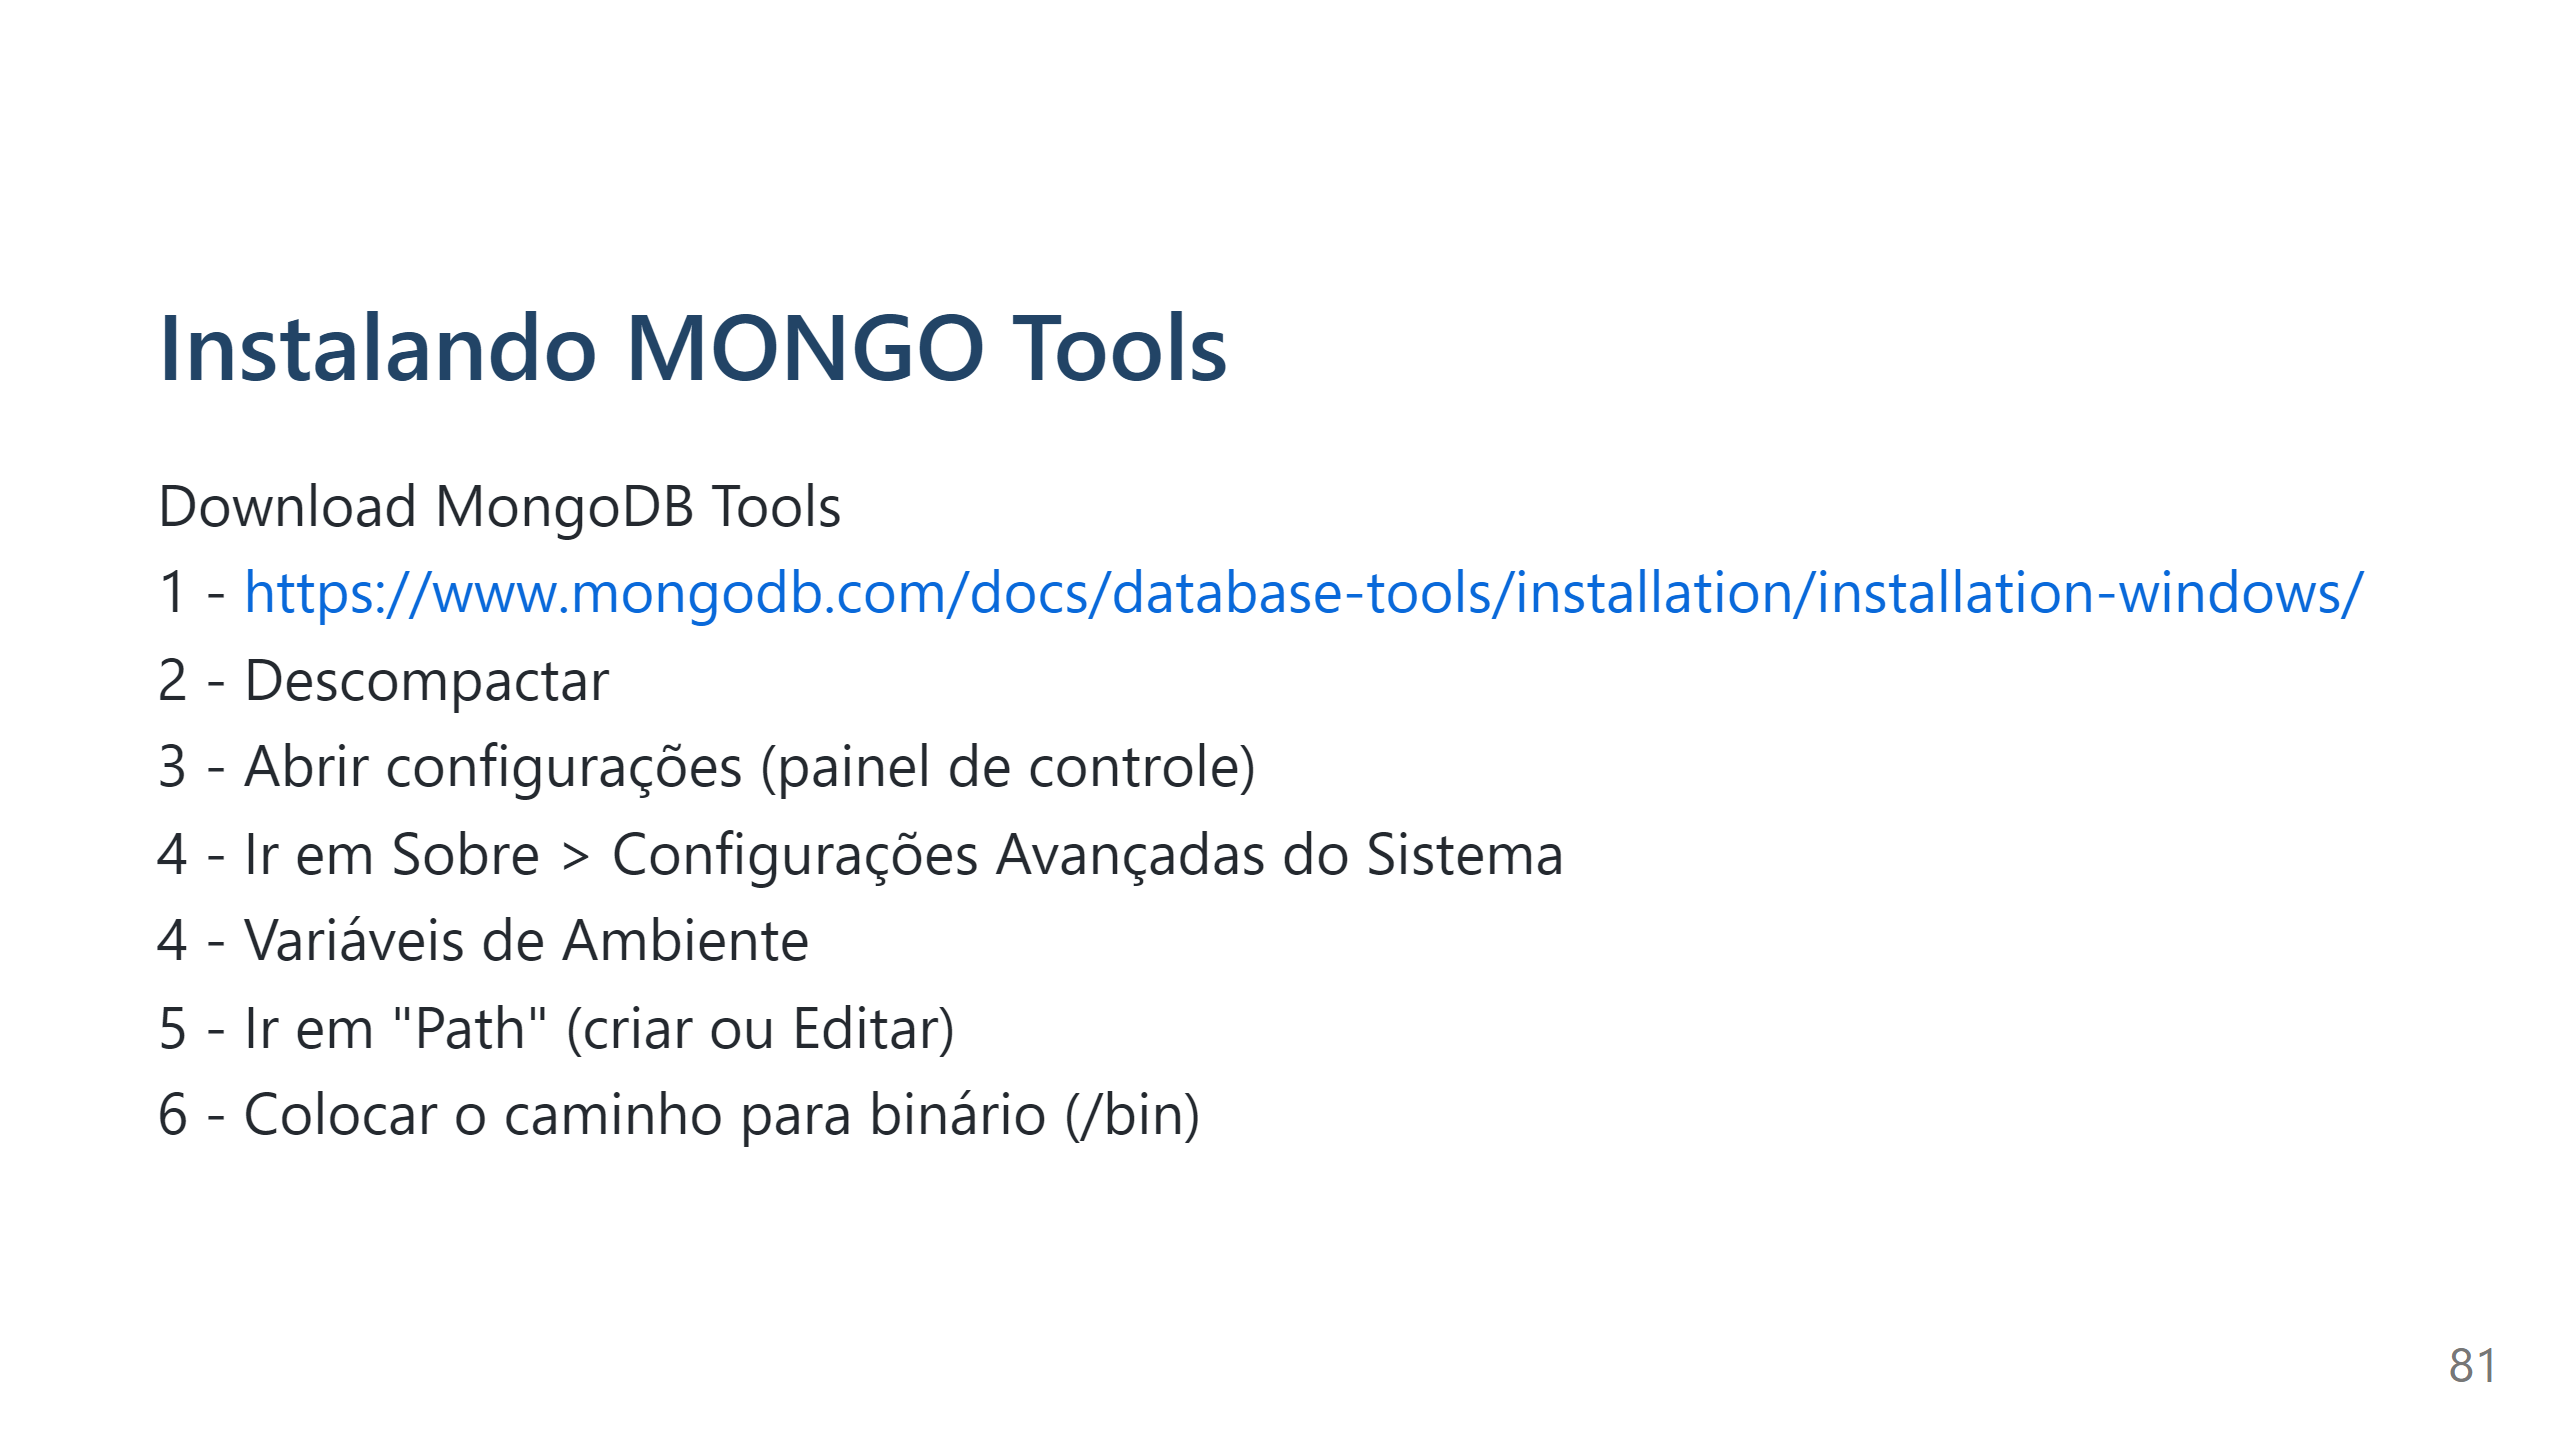 Instalando MONGO Tools
Download MongoDB Tools
1 - https://www.mongodb.com/docs/database-tools/installation/installation-windows/
2 - Descompactar
3 - Abrir configurações (painel de controle)
4 - Ir em Sobre > Configurações Avançadas do Sistema
4 - Variáveis de Ambiente
5 - Ir em "Path" (criar ou Editar)
6 - Colocar o caminho para binário (/bin)
81